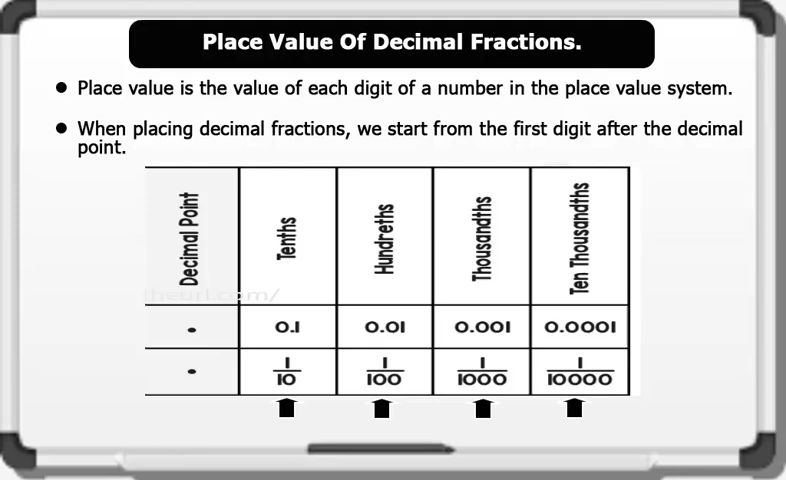 Place Value Of Decimal Fractions.
• Place value is the value of each digit of a number in the place value system.
• When placing decimal fractions, we start from the first digit after the decimal
point.
Decimal Point Tenths Hundreths Thousandths Ten Thousandths
theurl.com/
. 0.1 0.01 0.001 0.0001
. 1/10 1/100 1/1000 1/10000